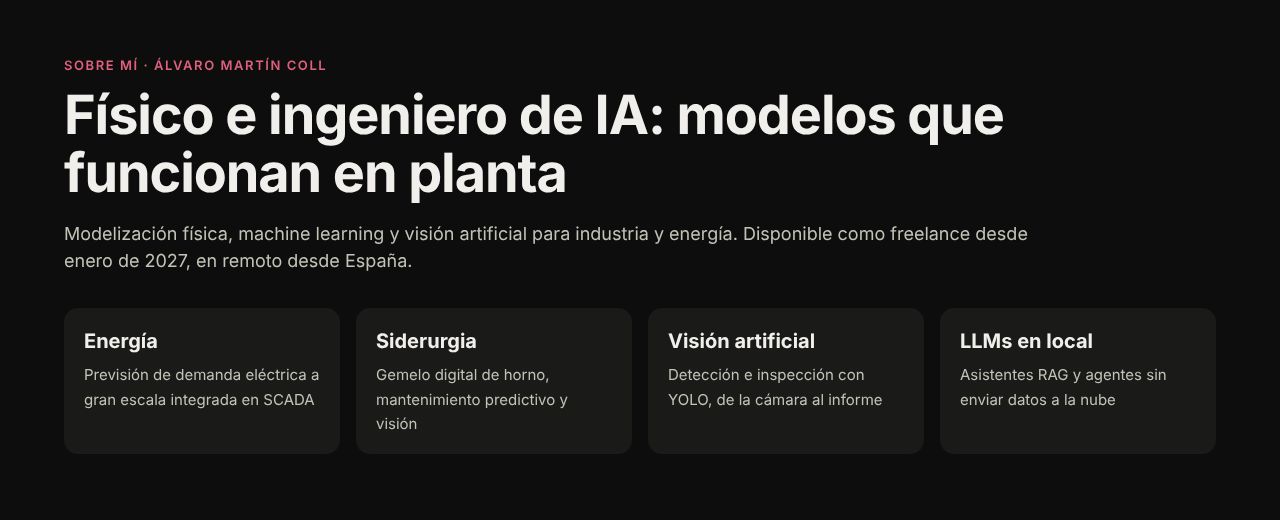 SOBRE MÍ · ÁLVARO MARTÍN COLL
Físico e ingeniero de IA: modelos que
funcionan en planta
Modelización física, machine learning y visión artificial para industria y energía. Disponible como freelance desde
enero de 2027, en remoto desde España.
Energía
Previsión de demanda eléctrica a
gran escala integrada en SCADA
Siderurgia
Gemelo digital de horno,
mantenimiento predictivo y
visión
Visión artificial
Detección e inspección con
YOLO, de la cámara al informe
LLMs en local
Asistentes RAG y agentes sin
enviar datos a la nube